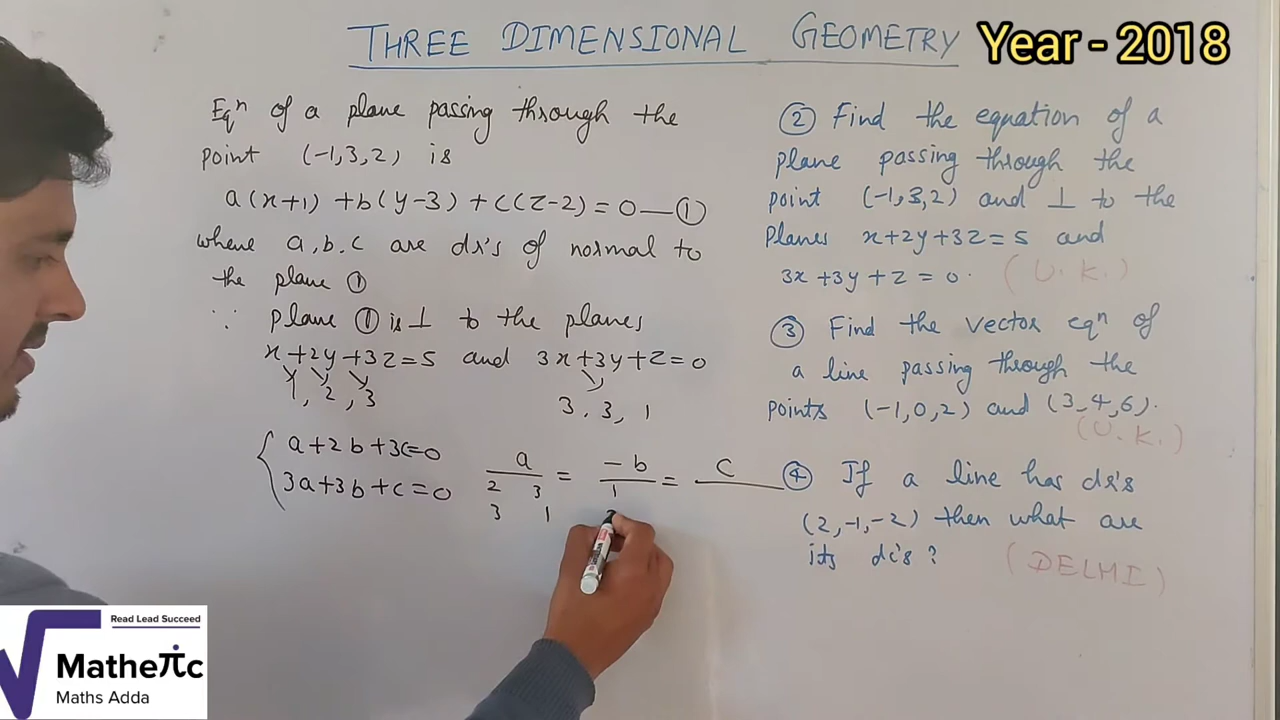 THREE DIMENSIONAL GEOMETRY
Year - 2018
Eqⁿ of a plane passing through the
point (-1,3,2) is
a(x+1) +b(y-3) +c(z-2) = 0 — ①
where a,b.c are dr's of normal to
the plane ①
∵ plane ① is ⊥ to the planes
x+2y+3z=5 and 3x+3y+z=0
1, 2, 3 3. 3, 1
a+2b+3c=0
3a+3b+c=0
a = -b = c
2 3 1
3 1
② Find the equation of a
plane passing through the
point (-1,3,2) and ⊥ to the
planes x+2y+3z=5 and
3x+3y+z=0. (U.K.)
③ Find the vector eqⁿ of
a line passing through the
points (-1,0,2) and (3,4,6).
(U.K.)
④ If a line has dr's
(2,-1,-2) then what are
its dc's? (DELHI)
Read Lead Succeed
Matheπc
Maths Adda